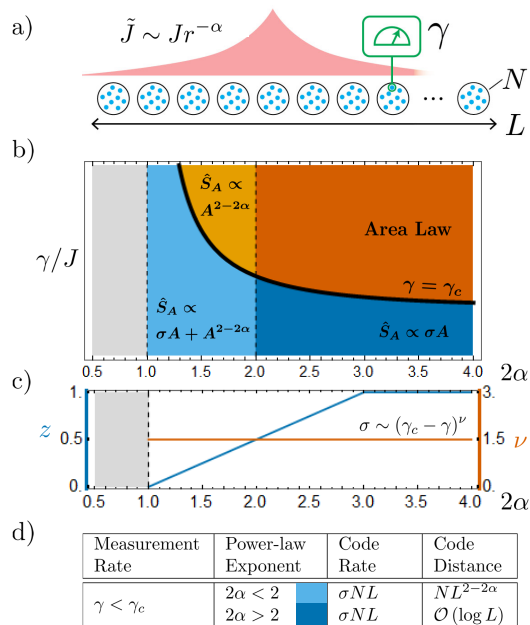 a)
J̃ ∼ Jr^{−α}
γ
N
...
L
b)
γ/J
Ŝ_A ∝
A^{2−2α}
Area Law
γ = γ_c
Ŝ_A ∝
σA + A^{2−2α}
Ŝ_A ∝ σA
0.5 1.0 1.5 2.0 2.5 3.0 3.5 4.0
2α
c)
1. 3.
z 0.5 1.5 ν
0. 0.
σ ∼ (γ_c − γ)^ν
0.5 1.0 1.5 2.0 2.5 3.0 3.5 4.0
2α
d)
Measurement Power-law Code Code
Rate Exponent Rate Distance
γ < γ_c
2α < 2 σNL NL^{2−2α}
2α > 2 σNL 𝒪 (log L)